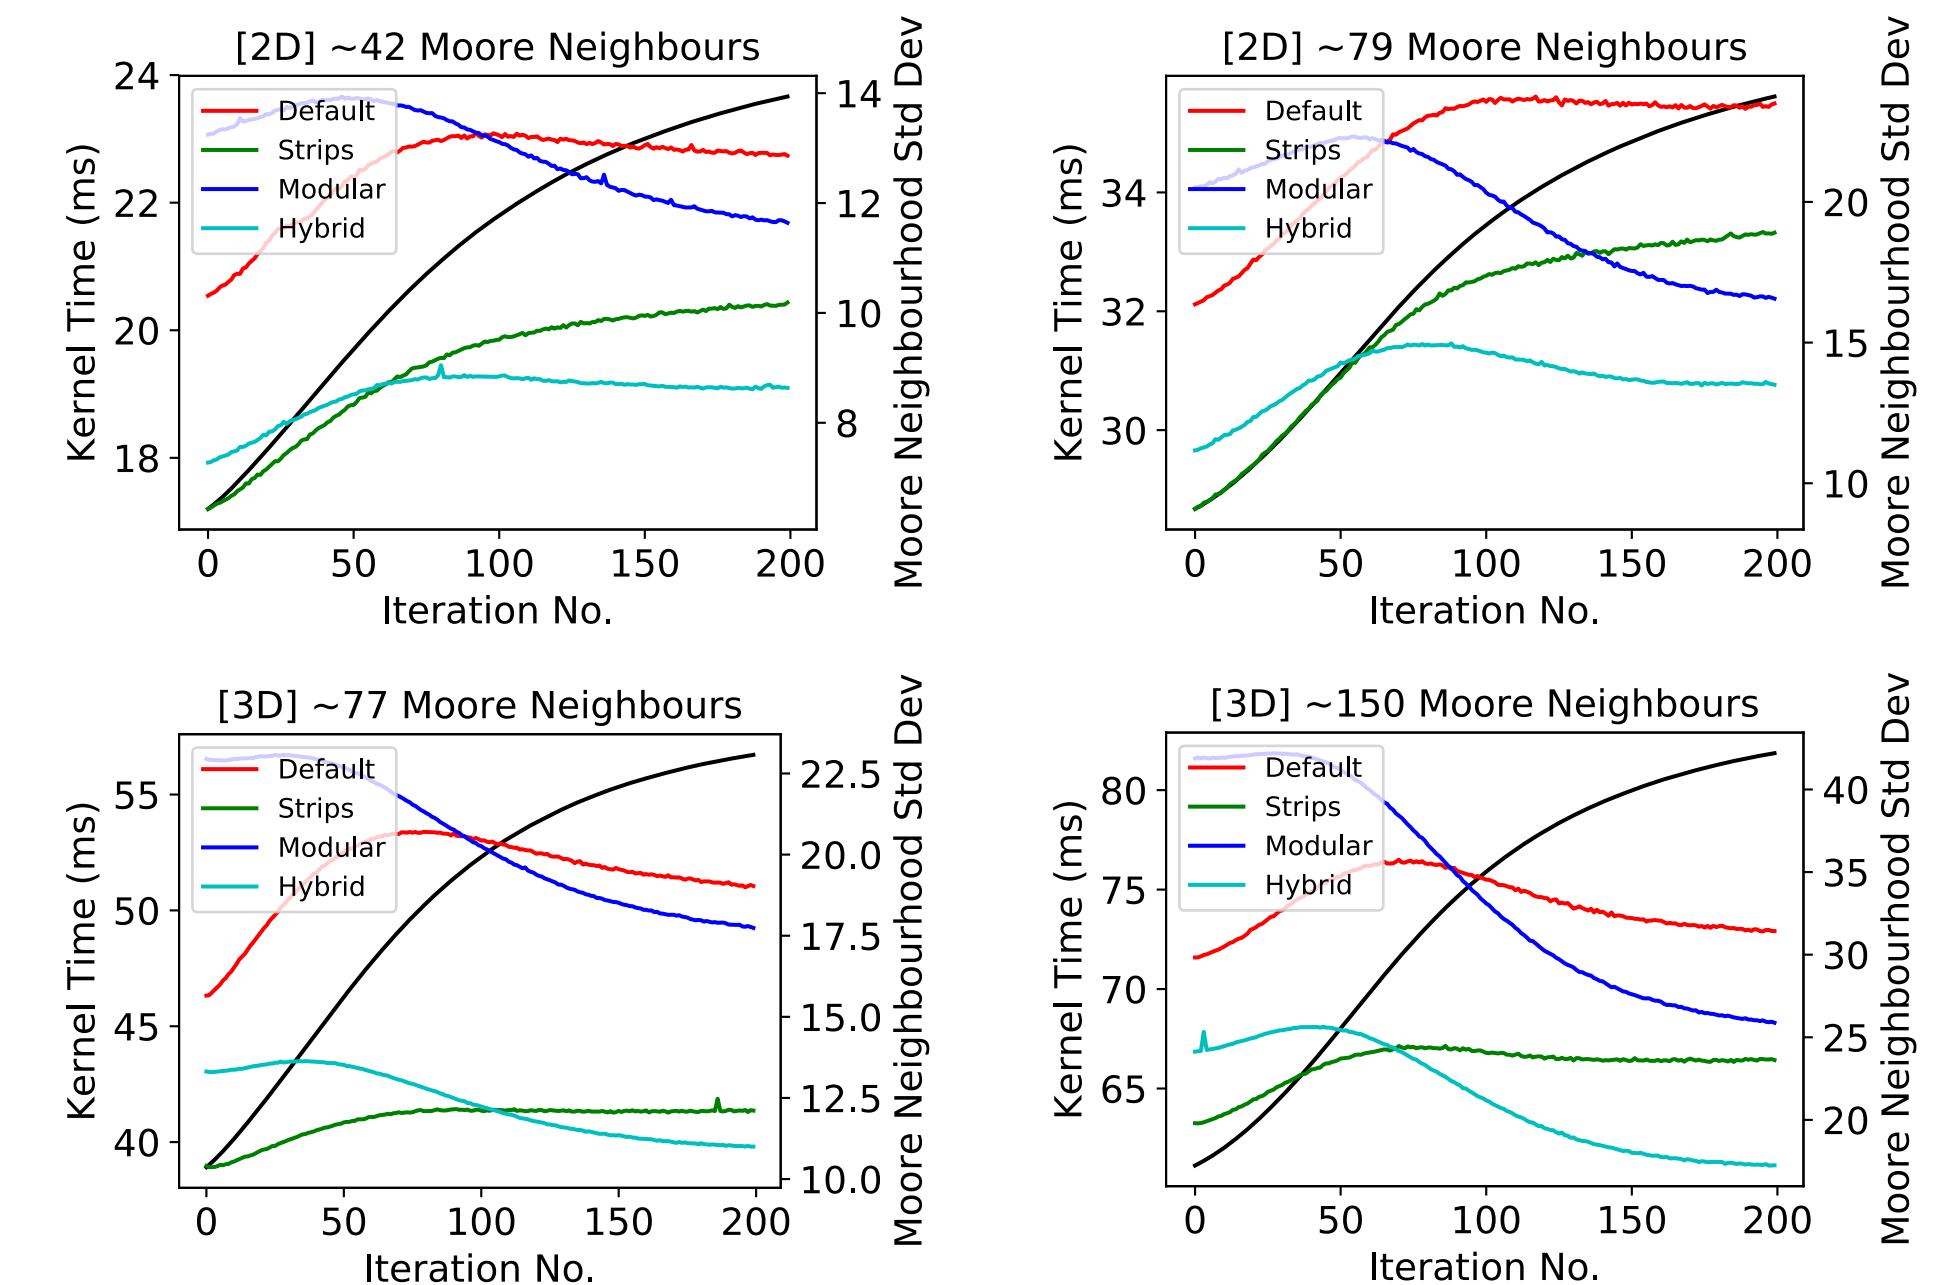 [2D] ~42 Moore Neighbours
Kernel Time (ms)
24
22
20
18
Default
Strips
Modular
Hybrid
14
12
10
8
Moore Neighbourhood Std Dev
0 50 100 150 200
Iteration No.
[2D] ~79 Moore Neighbours
Kernel Time (ms)
34
32
30
Default
Strips
Modular
Hybrid
20
15
10
Moore Neighbourhood Std Dev
0 50 100 150 200
Iteration No.
[3D] ~77 Moore Neighbours
Kernel Time (ms)
55
50
45
40
Default
Strips
Modular
Hybrid
22.5
20.0
17.5
15.0
12.5
10.0
Moore Neighbourhood Std Dev
0 50 100 150 200
Iteration No.
[3D] ~150 Moore Neighbours
Kernel Time (ms)
80
75
70
65
Default
Strips
Modular
Hybrid
40
35
30
25
20
Moore Neighbourhood Std Dev
0 50 100 150 200
Iteration No.